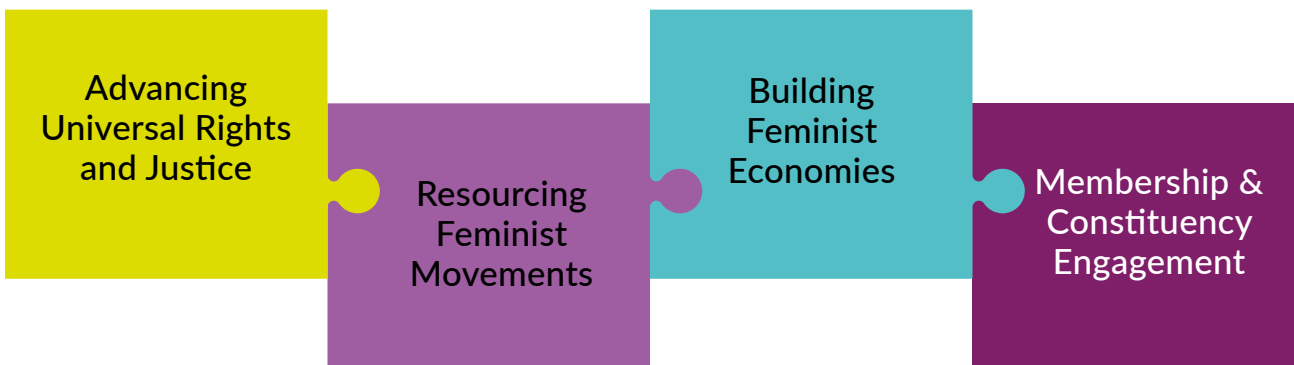 Advancing
Universal Rights
and Justice
Resourcing
Feminist
Movements
Building
Feminist
Economies
Membership &
Constituency
Engagement